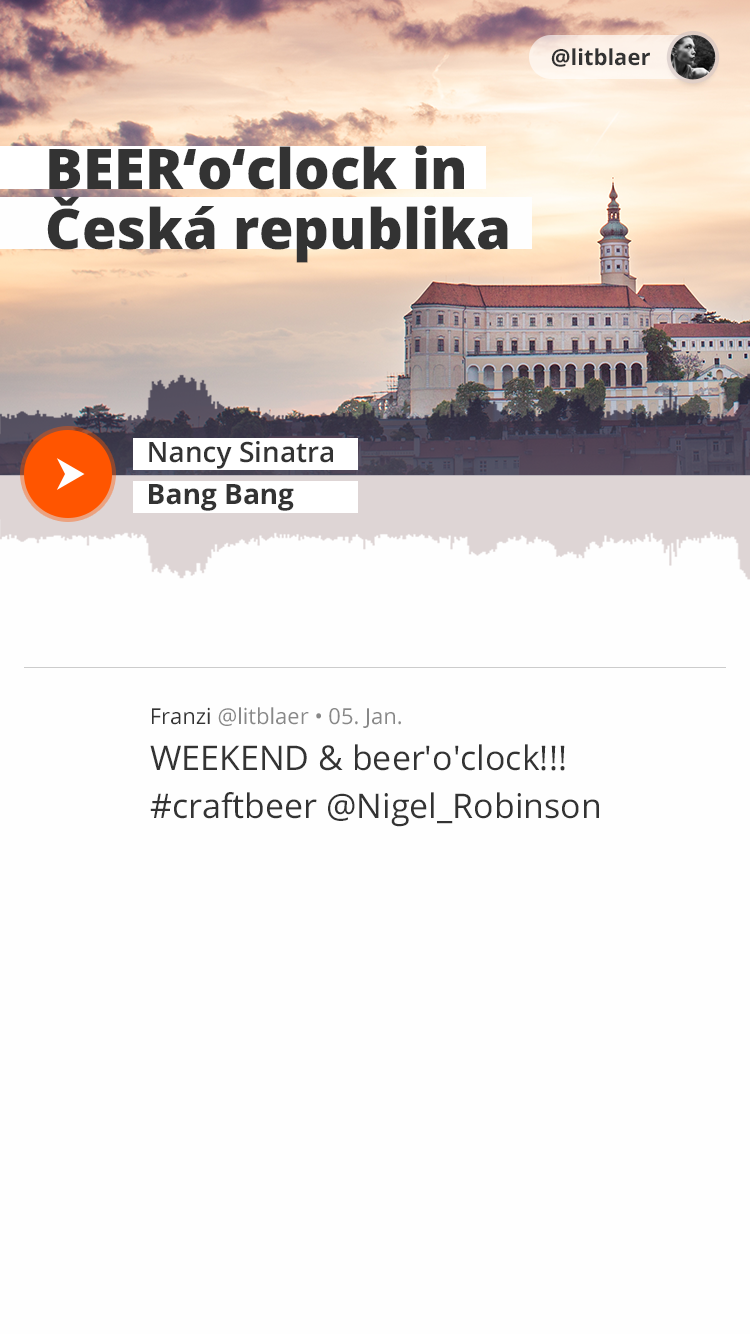 @litblaer
BEER‘o‘clock in
Česká republika
Nancy Sinatra
Bang Bang
Franzi @litblaer • 05. Jan.
WEEKEND & beer'o'clock!!!
#craftbeer @Nigel_Robinson